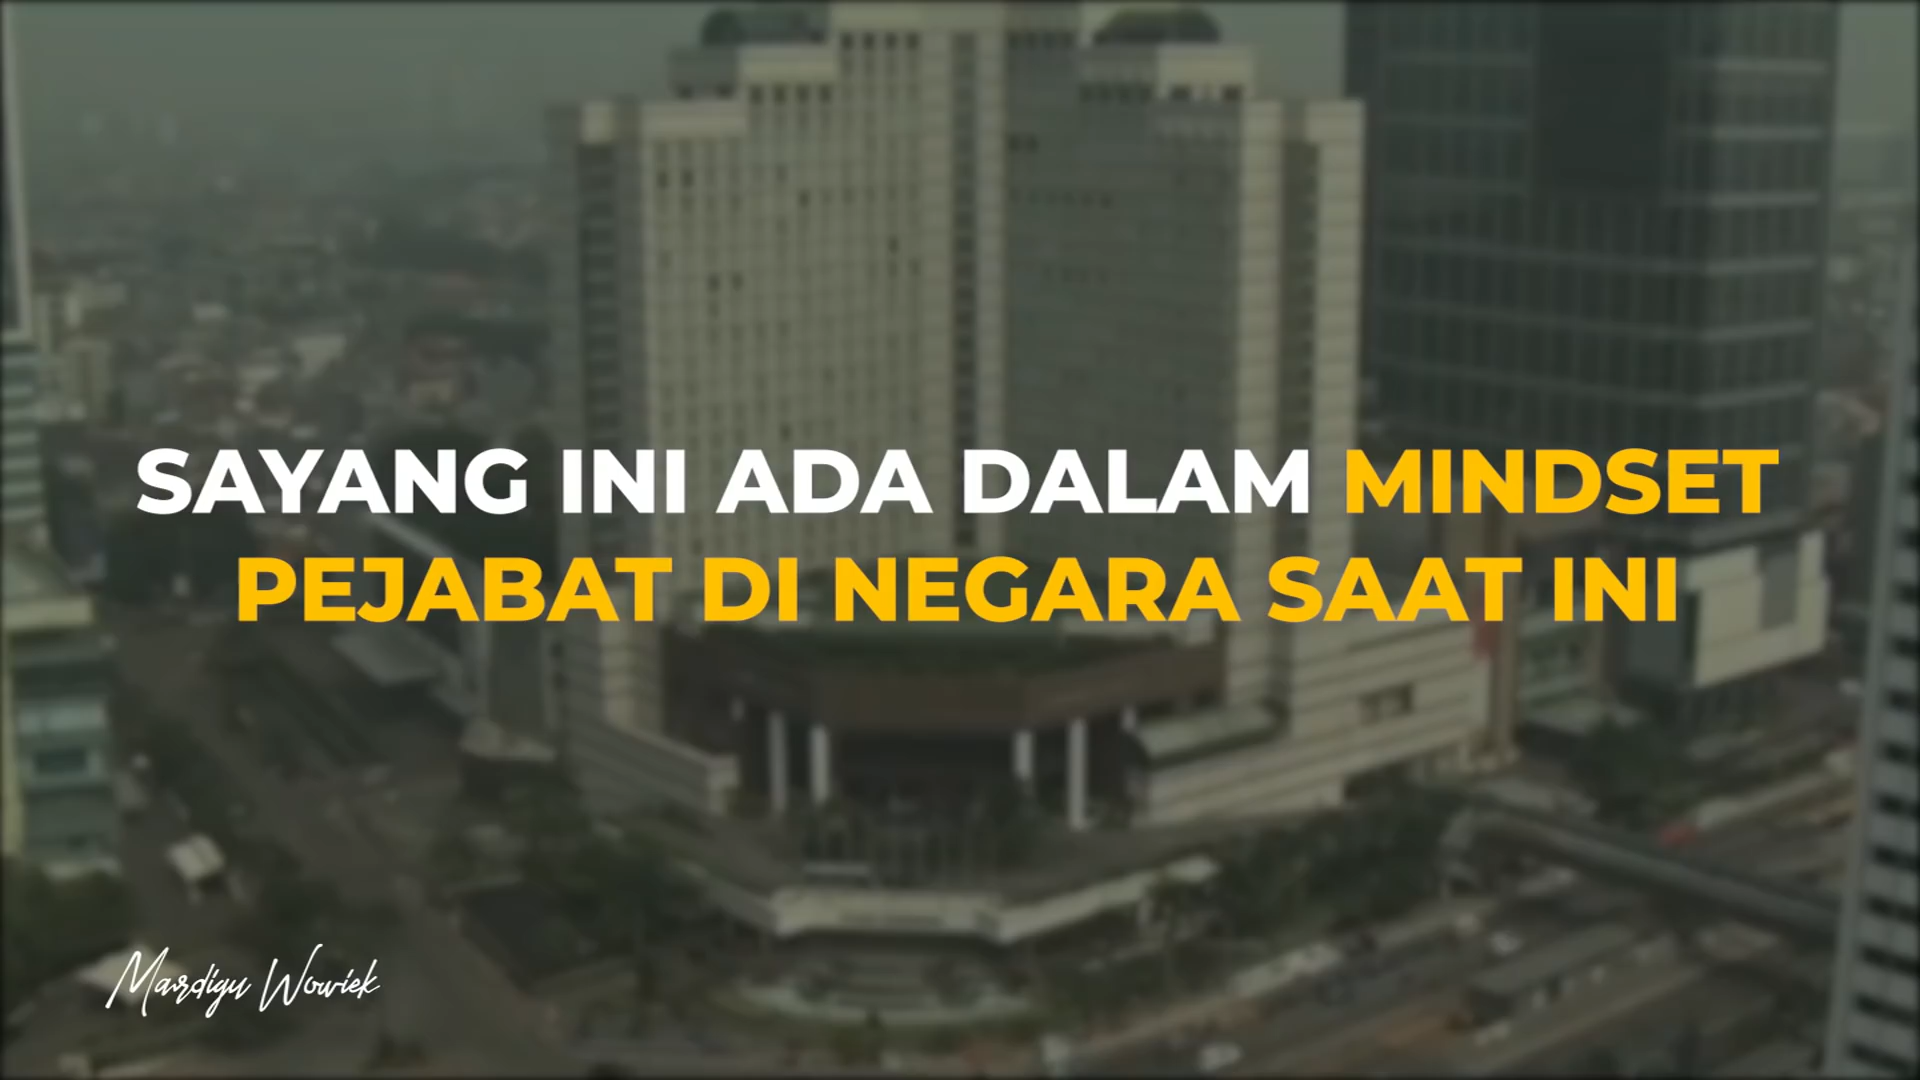 SAYANG INI ADA DALAM MINDSET
PEJABAT DI NEGARA SAAT INI
Mardigu Wowiek